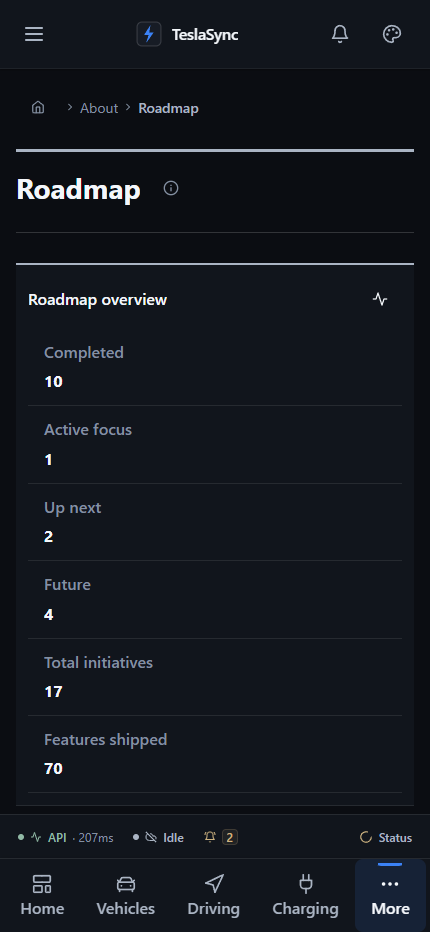 TeslaSync
About Roadmap
Roadmap
Roadmap overview
Completed
10
Active focus
1
Up next
2
Future
4
Total initiatives
17
Features shipped
70
API · 207ms Idle 2 Status
Home Vehicles Driving Charging More